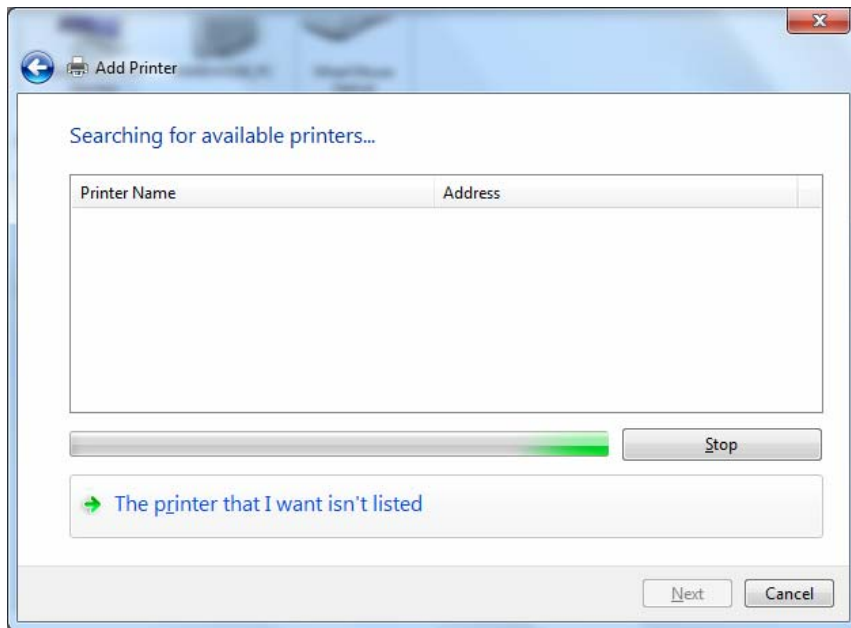 Add Printer
Searching for available printers...
Printer Name Address
Stop
The printer that I want isn't listed
Next Cancel